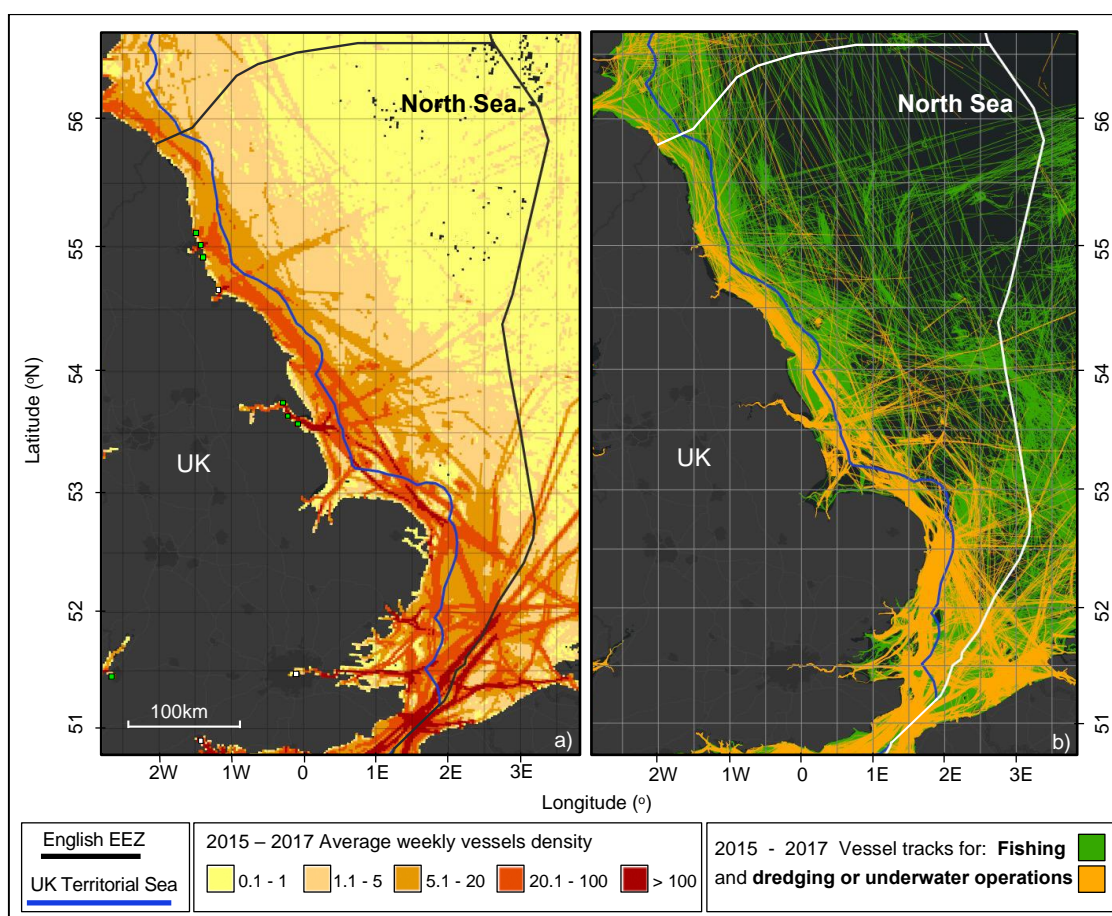 North Sea
North Sea
UK
UK
100km
a)
b)
Latitude (ºN)
56
55
54
53
52
51
56
55
54
53
52
51
2W 1W 0 1E 2E 3E
2W 1W 0 1E 2E 3E
Longitude (º)
English EEZ
UK Territorial Sea
2015 – 2017 Average weekly vessels density
0.1 - 1 1.1 - 5 5.1 - 20 20.1 - 100 > 100
2015 - 2017 Vessel tracks for: Fishing
and dredging or underwater operations